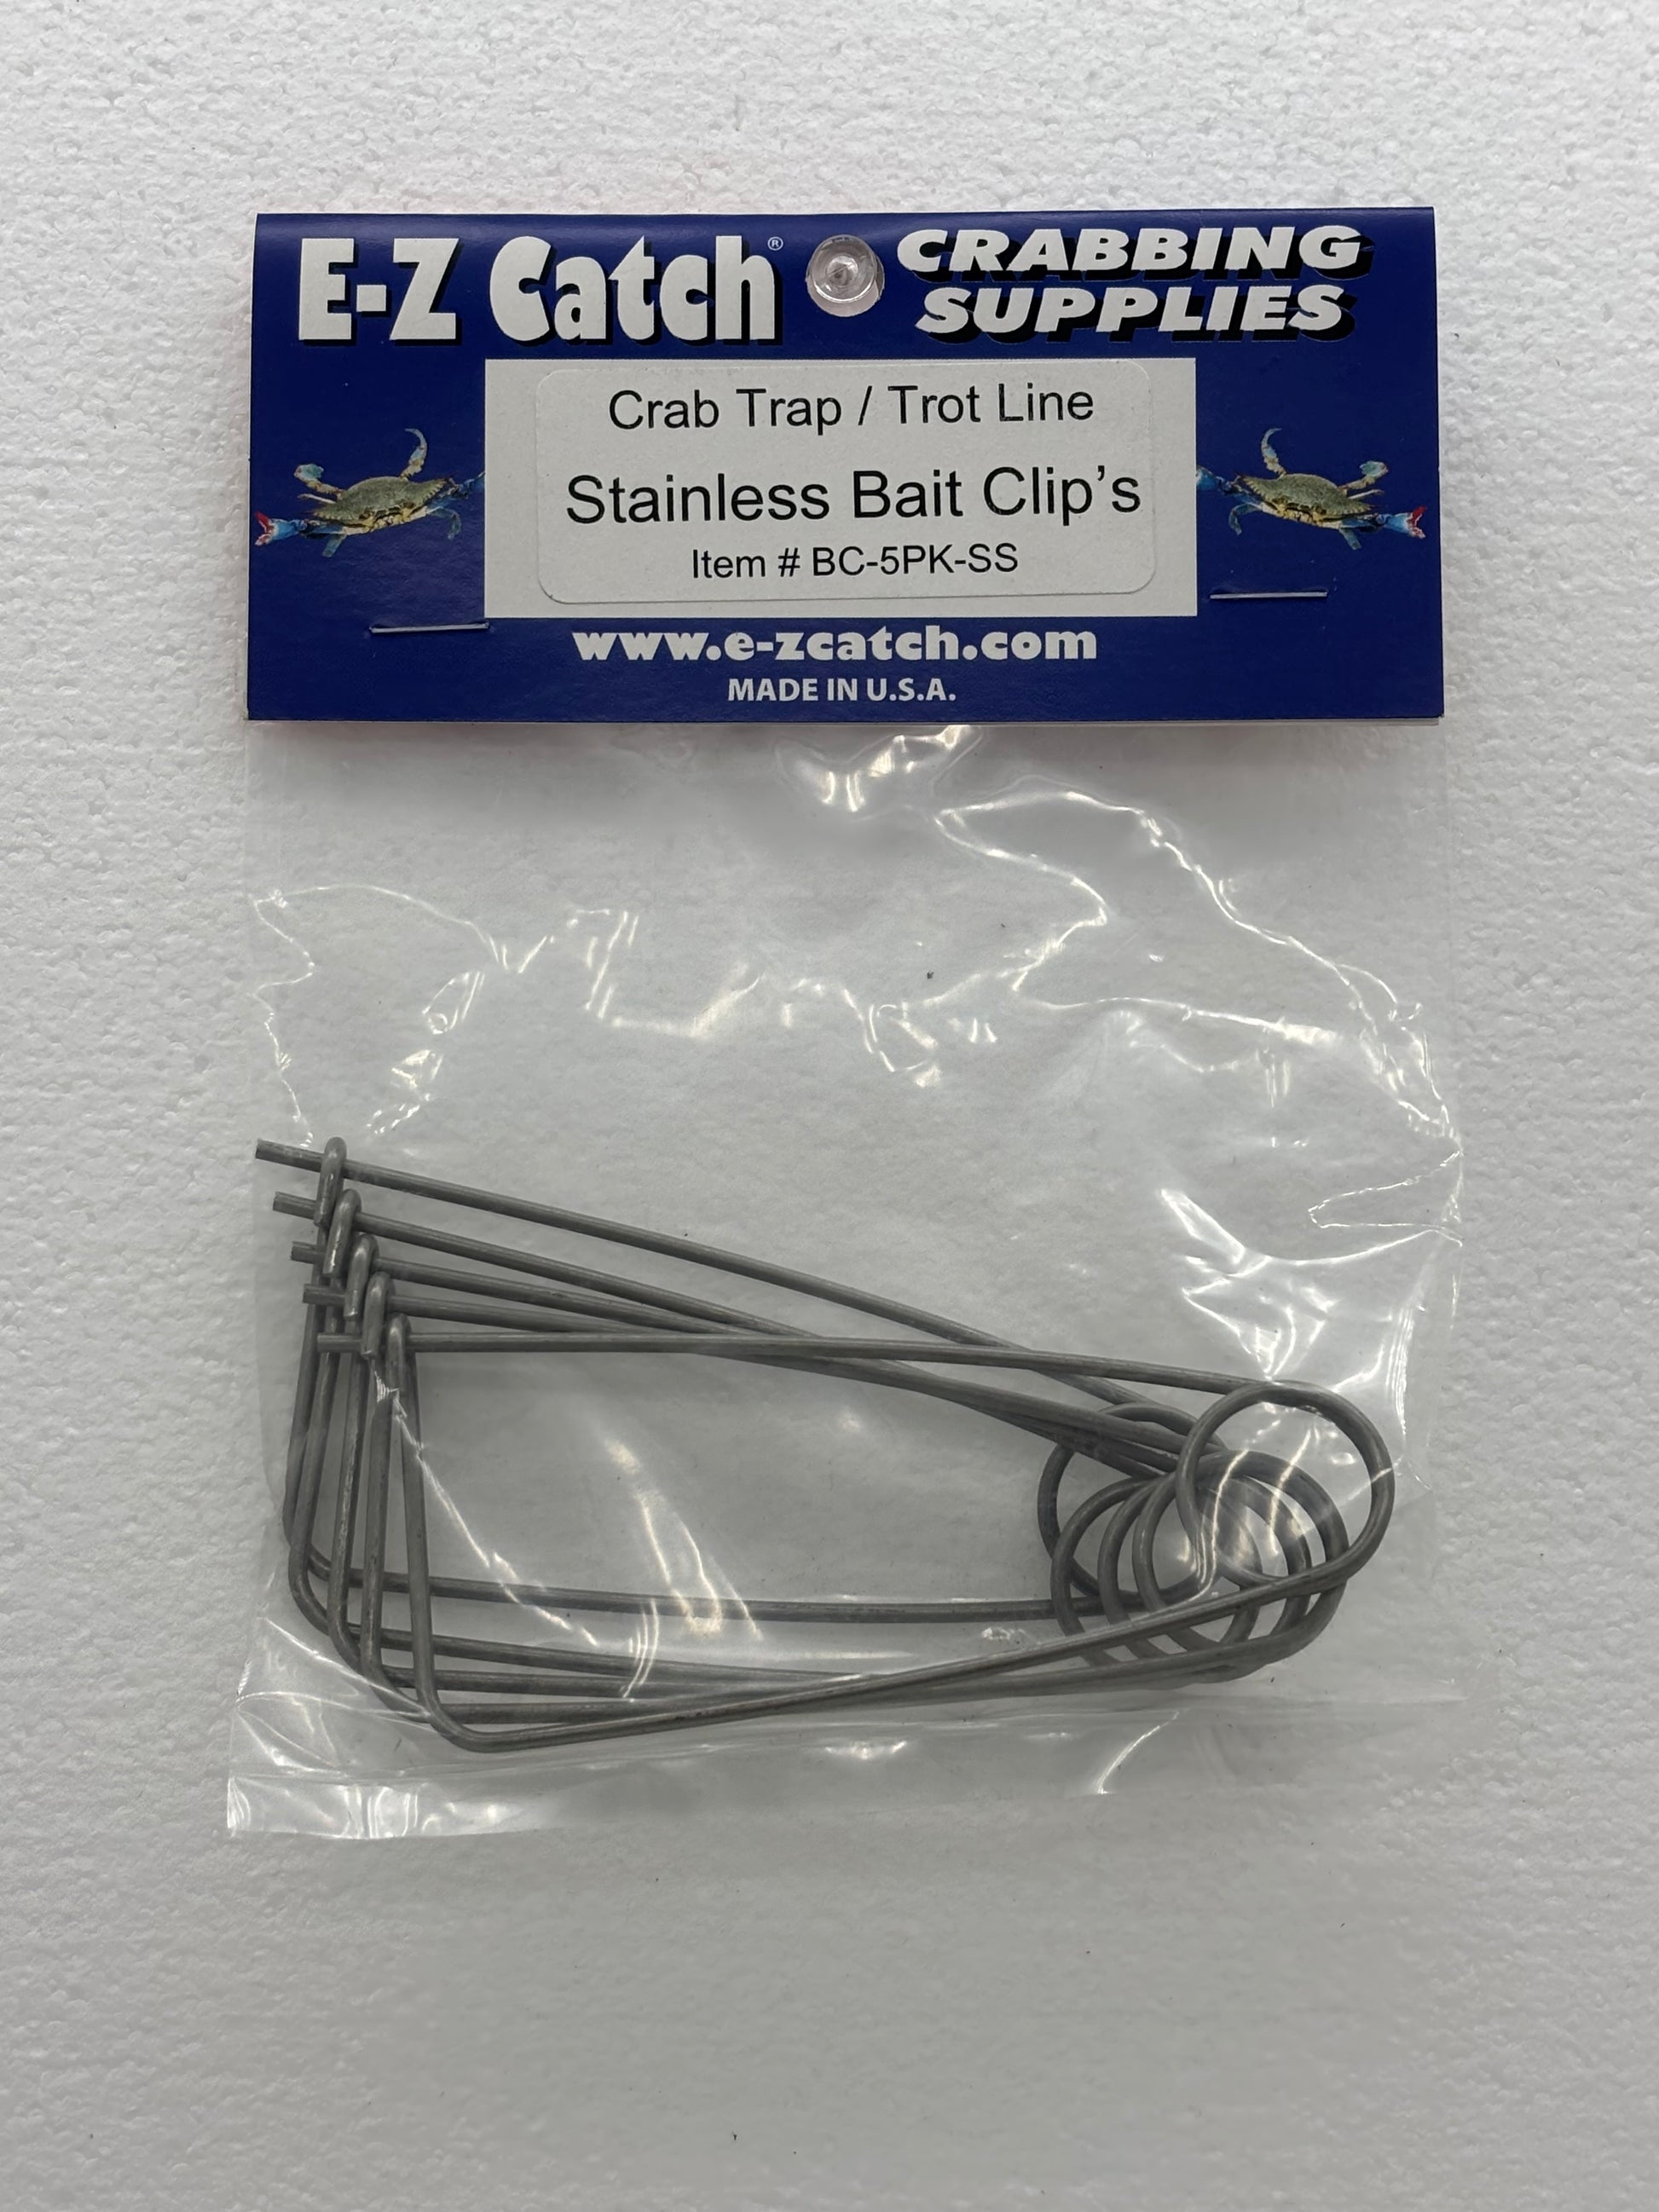 E-Z Catch®
CRABBING
SUPPLIES
Crab Trap / Trot Line
Stainless Bait Clip's
Item # BC-5PK-SS
www.e-zcatch.com
MADE IN U.S.A.